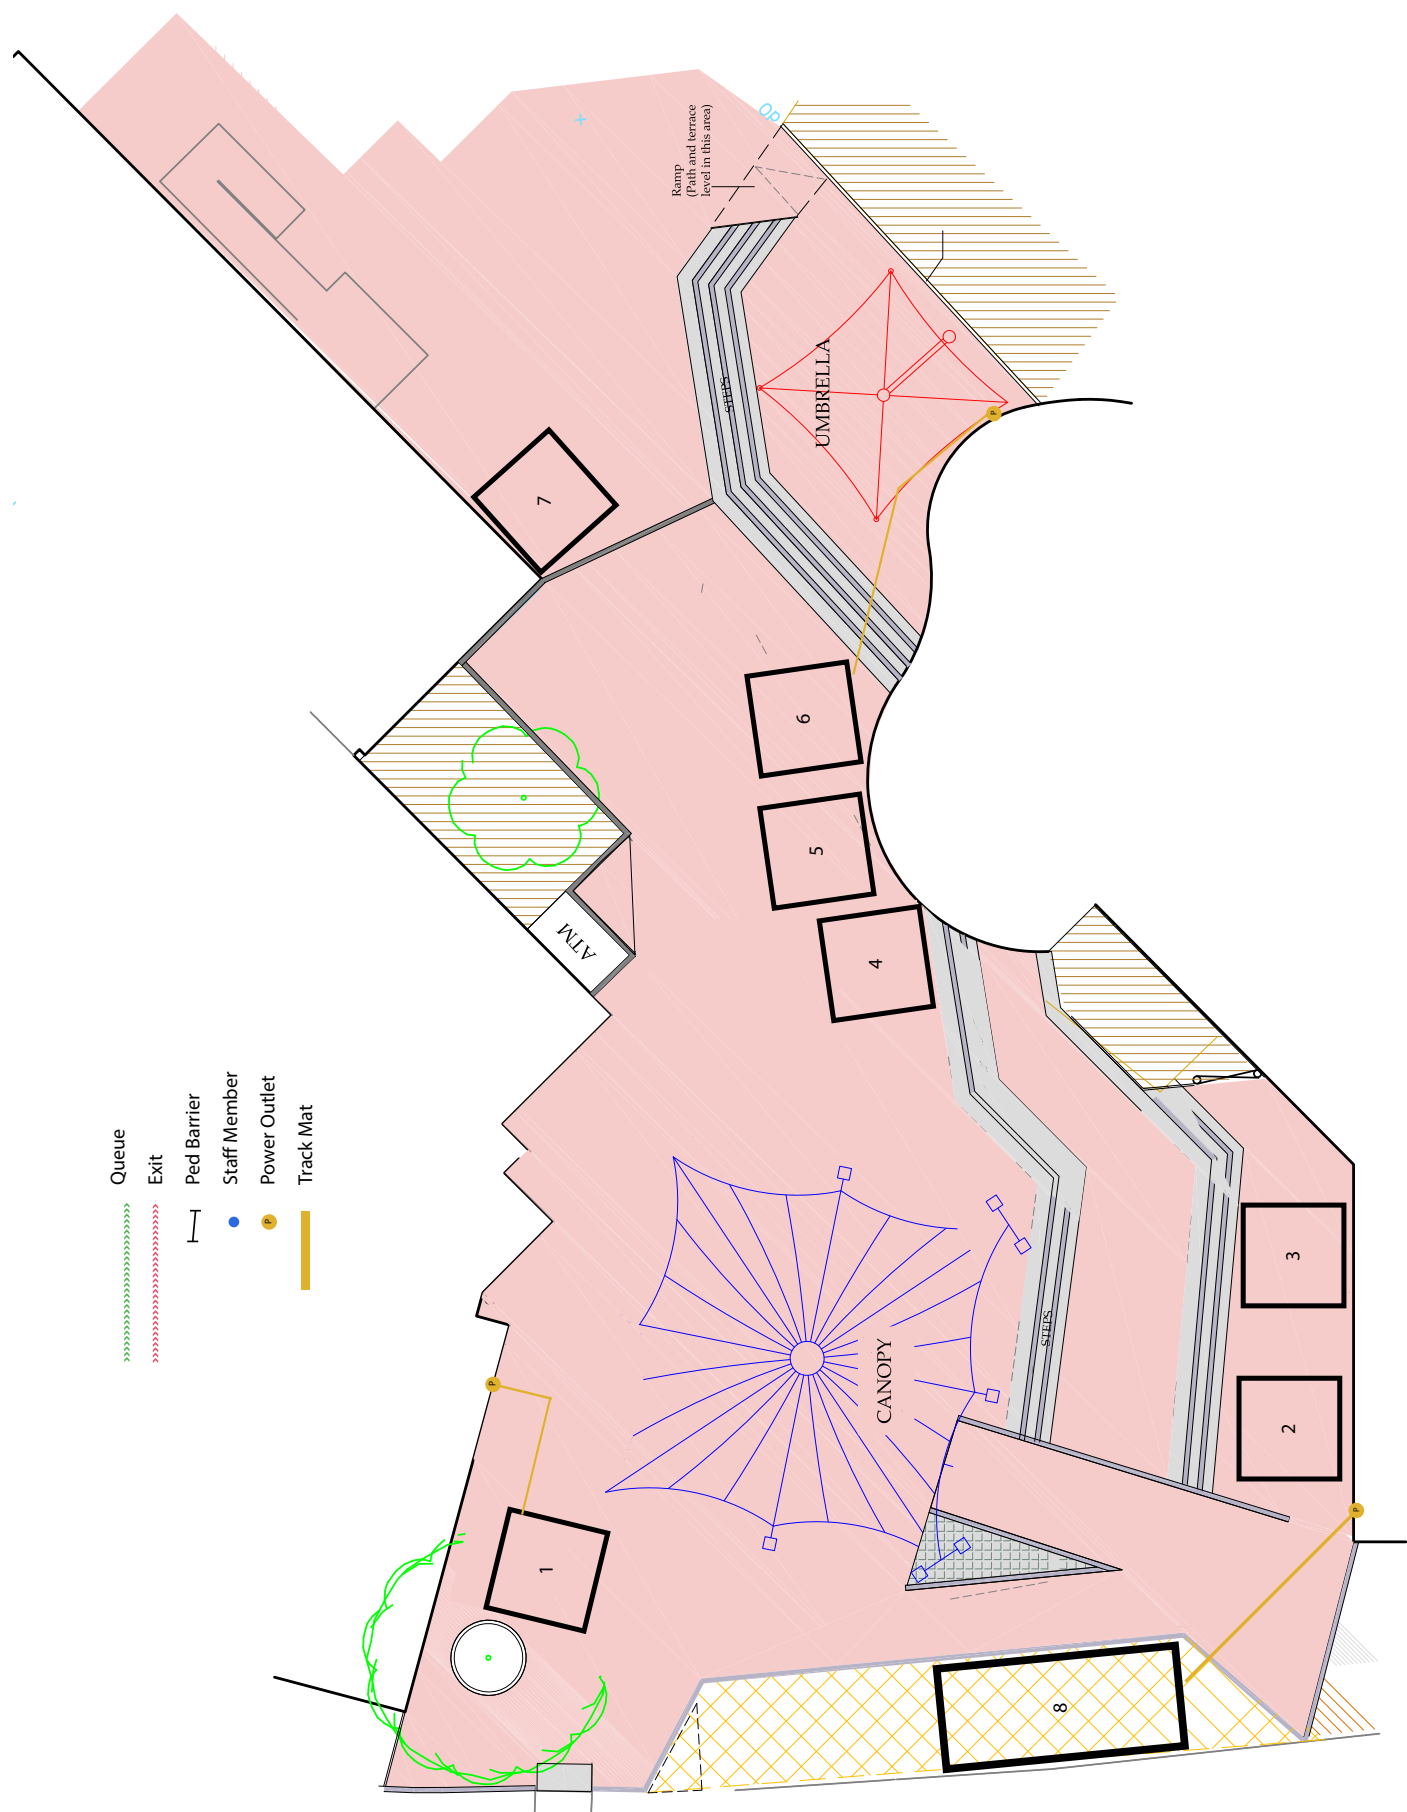 OP
Ramp
(Path and terrace
level in this area)
STEPS
UMBRELLA
P
7
6
5
4
ATM
Queue
Exit
Ped Barrier
Staff Member
Power Outlet
Track Mat
P
CANOPY
STEPS
3
2
P
1
P
8